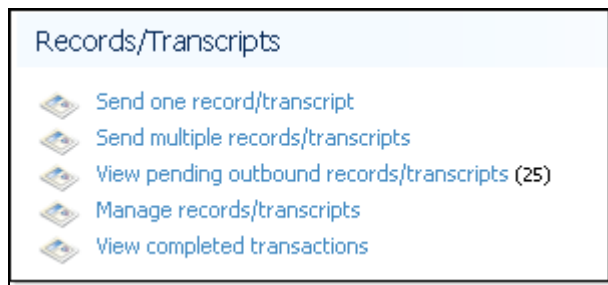 Records/Transcripts
Send one record/transcript
Send multiple records/transcripts
View pending outbound records/transcripts (25)
Manage records/transcripts
View completed transactions